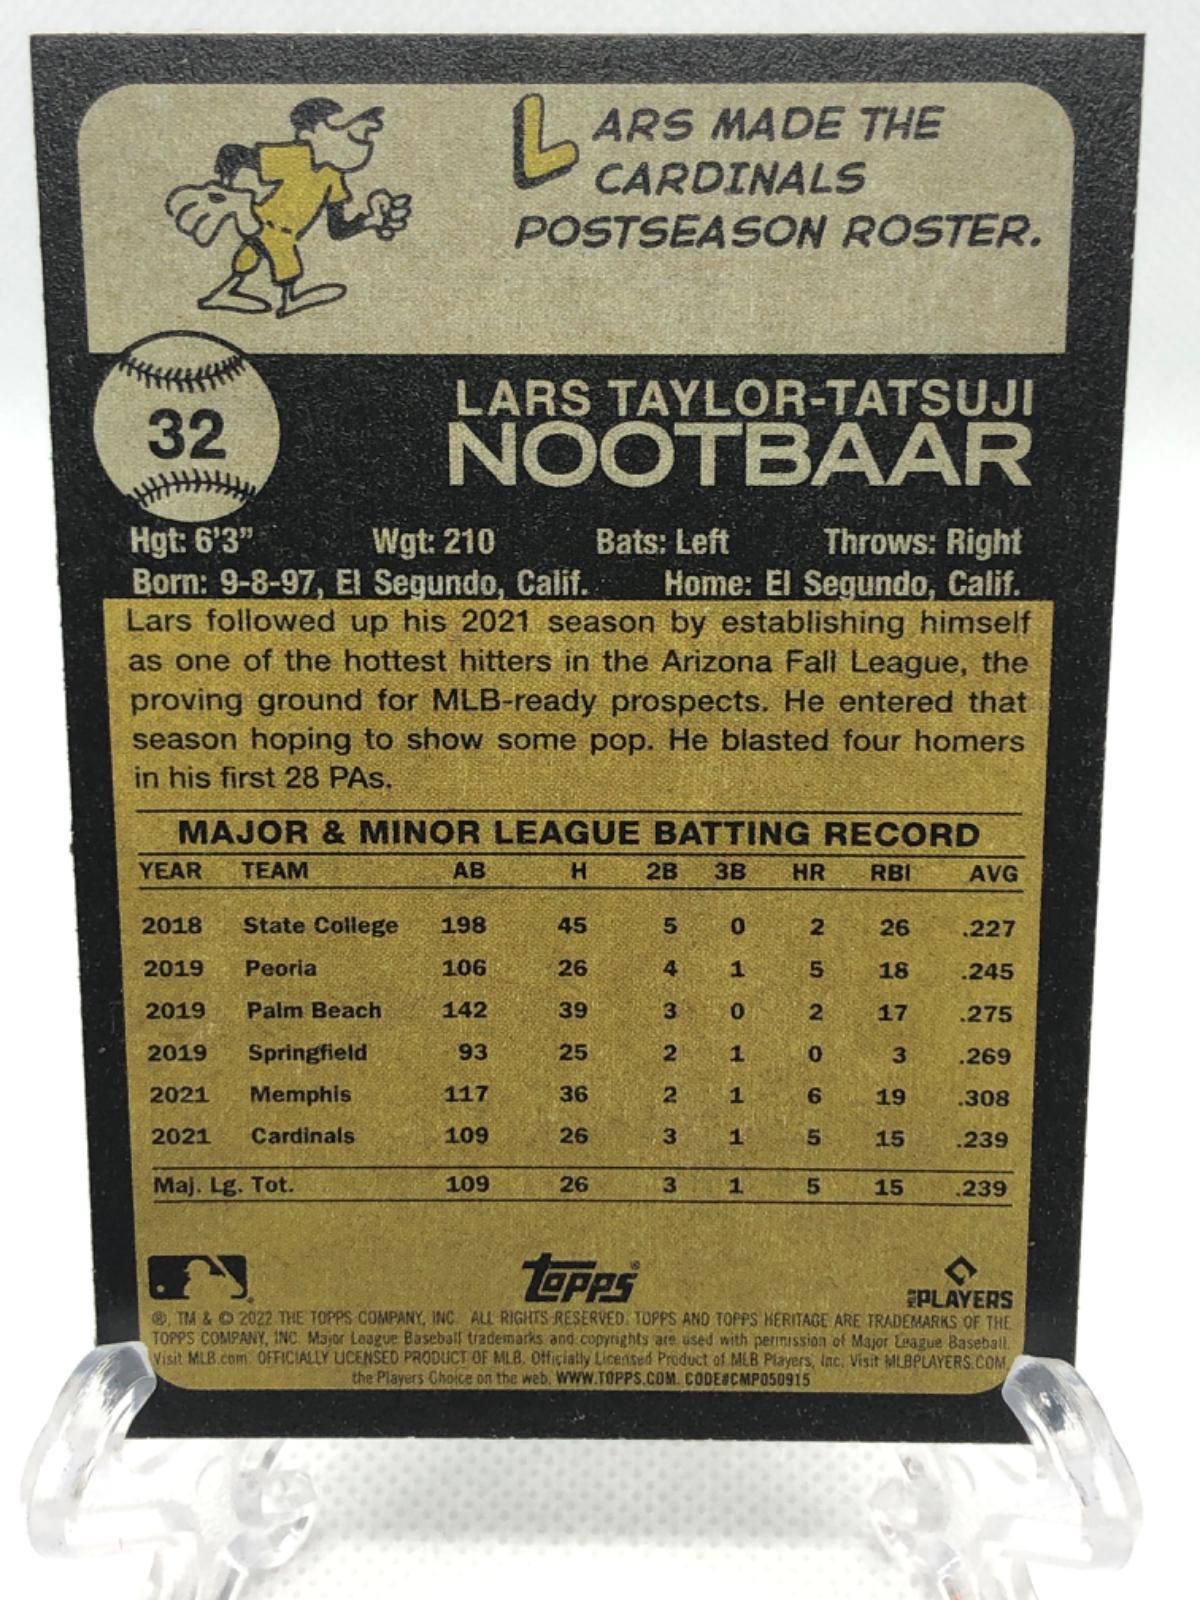 LARS MADE THE
CARDINALS
POSTSEASON ROSTER.
32
LARS TAYLOR-TATSUJI
NOOTBAAR
Hgt: 6'3" Wgt: 210 Bats: Left Throws: Right
Born: 9-8-97, El Segundo, Calif. Home: El Segundo, Calif.
Lars followed up his 2021 season by establishing himself
as one of the hottest hitters in the Arizona Fall League, the
proving ground for MLB-ready prospects. He entered that
season hoping to show some pop. He blasted four homers
in his first 28 PAs.
MAJOR & MINOR LEAGUE BATTING RECORD
YEAR TEAM AB H 2B 3B HR RBI AVG
2018 State College 198 45 5 0 2 26 .227
2019 Peoria 106 26 4 1 5 18 .245
2019 Palm Beach 142 39 3 0 2 17 .275
2019 Springfield 93 25 2 1 0 3 .269
2021 Memphis 117 36 2 1 6 19 .308
2021 Cardinals 109 26 3 1 5 15 .239
Maj. Lg. Tot. 109 26 3 1 5 15 .239
topps®
PLAYERS
®, TM & © 2022 THE TOPPS COMPANY, INC. ALL RIGHTS RESERVED. TOPPS AND TOPPS HERITAGE ARE TRADEMARKS OF THE
TOPPS COMPANY, INC. Major League Baseball trademarks and copyrights are used with permission of Major League Baseball.
Visit MLB.com. OFFICIALLY LICENSED PRODUCT OF MLB. Officially Licensed Product of MLB Players, Inc. Visit MLBPLAYERS.COM,
the Players Choice on the web. WWW.TOPPS.COM. CODE#CMP050915